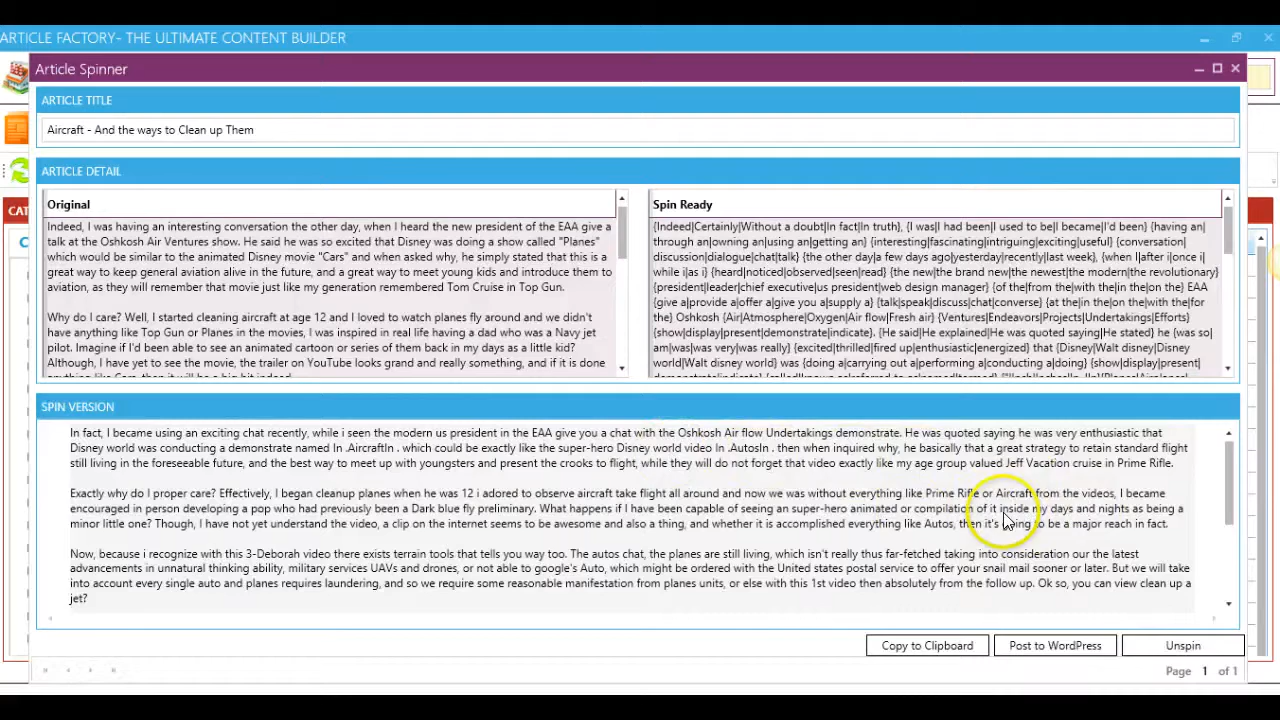 ARTICLE FACTORY- THE ULTIMATE CONTENT BUILDER
Article Spinner
ARTICLE TITLE
Aircraft - And the ways to Clean up Them
ARTICLE DETAIL
Original
Indeed, I was having an interesting conversation the other day, when I heard the new president of the EAA give a
talk at the Oshkosh Air Ventures show. He said he was so excited that Disney was doing a show called "Planes"
which would be similar to the animated Disney movie "Cars" and when asked why, he simply stated that this is a
great way to keep general aviation alive in the future, and a great way to meet young kids and introduce them to
aviation, as they will remember that movie just like my generation remembered Tom Cruise in Top Gun.
Why do I care? Well, I started cleaning aircraft at age 12 and I loved to watch planes fly around and we didn't
have anything like Top Gun or Planes in the movies, I was inspired in real life having a dad who was a Navy jet
pilot. Imagine if I'd been able to see an animated cartoon or series of them back in my days as a little kid?
Although, I have yet to see the movie, the trailer on YouTube looks grand and really something, and if it is done
anything like Cars, then it will be a big hit indeed.
Spin Ready
{Indeed|Certainly|Without a doubt|In fact|In truth}, {I was|I had been|I used to be|I became|I'd been} {having an|
through an|owning an|using an|getting an} {interesting|fascinating|intriguing|exciting|useful} {conversation|
discussion|dialogue|chat|talk} {the other day|a few days ago|yesterday|recently|last week}, {when I|after i|once i|
while i|as i} {heard|noticed|observed|seen|read} {the new|the brand new|the newest|the modern|the revolutionary}
{president|leader|chief executive|us president|web design manager} {of the|from the|with the|in the|on the} EAA
{give a|provide a|offer a|give you a|supply a} {talk|speak|discuss|chat|converse} {at the|in the|on the|with the|for
the} Oshkosh {Air|Atmosphere|Oxygen|Air flow|Fresh air} {Ventures|Endeavors|Projects|Undertakings|Efforts}
{show|display|present|demonstrate|indicate}. {He said|He explained|He was quoted saying|He stated} he {was so|
am|was|was very|was really} {excited|thrilled|fired up|enthusiastic|energized} that {Disney|Walt disney|Disney
world|Walt disney world} was {doing a|carrying out a|performing a|conducting a|doing} {show|display|present|
SPIN VERSION
In fact, I became using an exciting chat recently, while i seen the modern us president in the EAA give you a chat with the Oshkosh Air flow Undertakings demonstrate. He was quoted saying he was very enthusiastic that
Disney world was conducting a demonstrate named In .AircraftIn . which could be exactly like the super-hero Disney world video In .AutosIn . then when inquired why, he basically that a great strategy to retain standard flight
still living in the foreseeable future, and the best way to meet up with youngsters and present the crooks to flight, while they will do not forget that video exactly like my age group valued Jeff Vacation cruise in Prime Rifle.
Exactly why do I proper care? Effectively, I began cleanup planes when he was 12 i adored to observe aircraft take flight all around and now we was without everything like Prime Rifle or Aircraft from the videos, I became
encouraged in person developing a pop who had previously been a Dark blue fly preliminary. What happens if I have been capable of seeing an super-hero animated or compilation of it inside my days and nights as being a
minor little one? Though, I have not yet understand the video, a clip on the internet seems to be awesome and also a thing, and whether it is accomplished everything like Autos, then it's going to be a major reach in fact.
Now, because i recognize with this 3-Deborah video there exists terrain tools that tells you way too. The autos chat, the planes are still living, which isn't really thus far-fetched taking into consideration our the latest
advancements in unnatural thinking ability, military services UAVs and drones, or not able to google's Auto, which might be ordered with the United states postal service to offer your snail mail sooner or later. But we will take
into account every single auto and planes requires laundering, and so we require some reasonable manifestation from planes units, or else with this 1st video then absolutely from the follow up. Ok so, you can view clean up a
jet?
Copy to Clipboard
Post to WordPress
Unspin
Page 1 of 1